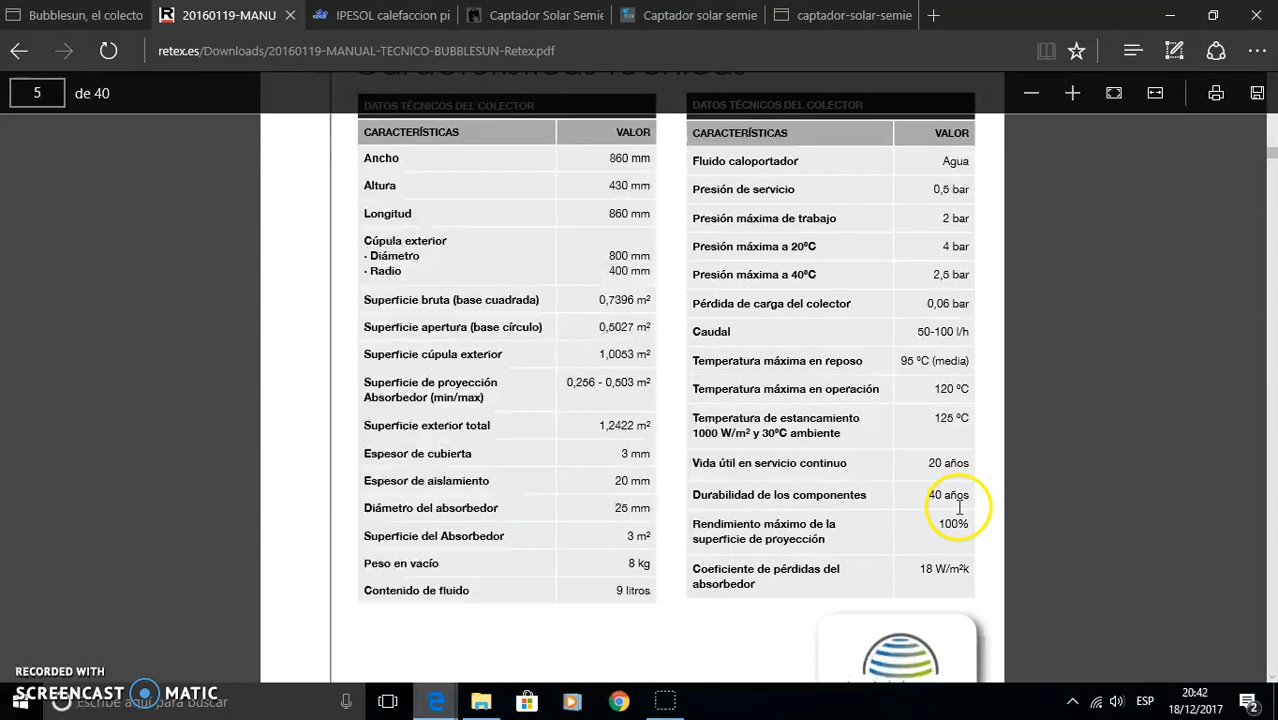 Bubblesun, el conect
20160119-MANU
IPESOL calefaccion pi
Captador Solar Semie
Captador solar semie
captador-solar-semie
retex.es/Downloads/20160119-MANUAL-TECNICO-BUBBLESUN-Retex.pdf
5 de 40
Características Técnicas
DATOS TÉCNICOS DEL COLECTOR
CARACTERÍSTICAS VALOR
Ancho 860 mm
Altura 430 mm
Longitud 860 mm
Cúpula exterior
· Diámetro 800 mm
· Radio 400 mm
Superficie bruta (base cuadrada) 0,7396 m²
Superficie apertura (base círculo) 0,5027 m²
Superficie cúpula exterior 1,0053 m²
Superficie de proyección 0,256 - 0,503 m²
Absorbedor (min/max)
Superficie exterior total 1,2422 m²
Espesor de cubierta 3 mm
Espesor de aislamiento 20 mm
Diámetro del absorbedor 25 mm
Superficie del Absorbedor 3 m²
Peso en vacío 8 kg
Contenido de fluido 9 litros
DATOS TÉCNICOS DEL COLECTOR
CARACTERÍSTICAS VALOR
Fluido caloportador Agua
Presión de servicio 0,5 bar
Presión máxima de trabajo 2 bar
Presión máxima a 20ºC 4 bar
Presión máxima a 40ºC 2,5 bar
Pérdida de carga del colector 0,06 bar
Caudal 50-100 l/h
Temperatura máxima en reposo 95 ºC (media)
Temperatura máxima en operación 120 ºC
Temperatura de estancamiento 125 ºC
1000 W/m² y 30ºC ambiente
Vida útil en servicio continuo 20 años
Durabilidad de los componentes 40 años
Rendimiento máximo de la 100%
superficie de proyección
Coeficiente de pérdidas del 18 W/m²k
absorbedor
RECORDED WITH
SCREENCAST MATIC
Escribe aquí para buscar
ESP
20:42
18/12/2017
2